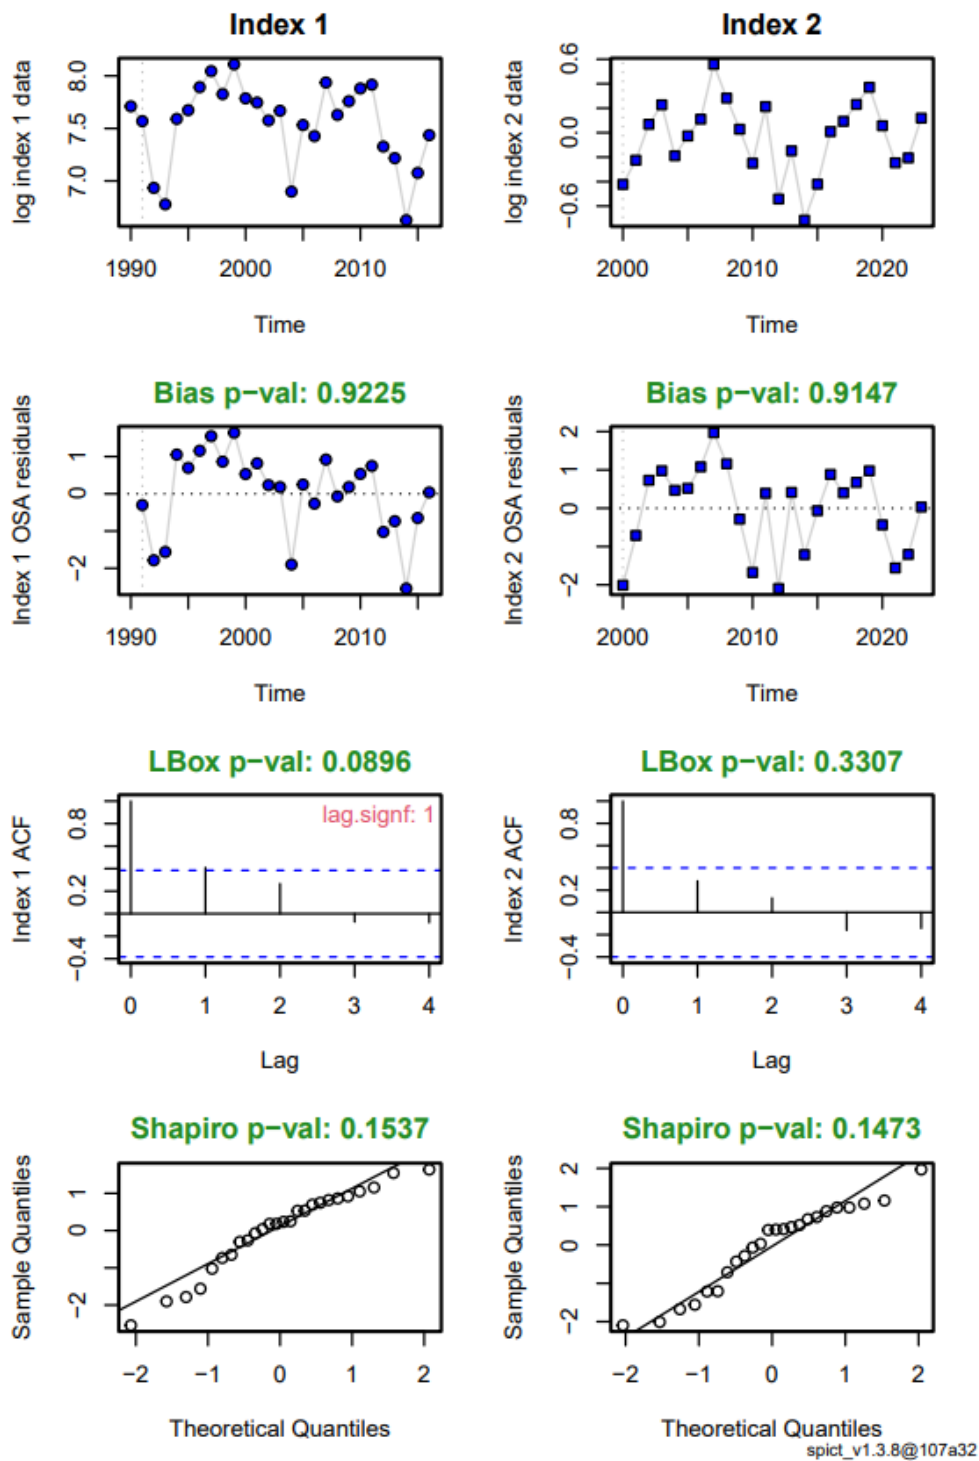 Index 1
log index 1 data
8.0
7.5
7.0
1990 2000 2010
Time
Index 2
log index 2 data
0.6
0.0
−0.6
2000 2010 2020
Time
Bias p−val: 0.9225
Index 1 OSA residuals
1
0
−2
1990 2000 2010
Time
Bias p−val: 0.9147
Index 2 OSA residuals
2
1
0
−2
2000 2010 2020
Time
LBox p−val: 0.0896
lag.signf: 1
Index 1 ACF
0.8
0.2
−0.4
0 1 2 3 4
Lag
LBox p−val: 0.3307
Index 2 ACF
0.8
0.2
−0.4
0 1 2 3 4
Lag
Shapiro p−val: 0.1537
Sample Quantiles
1
0
−2
−2 −1 0 1 2
Theoretical Quantiles
Shapiro p−val: 0.1473
Sample Quantiles
2
1
0
−2
−2 −1 0 1 2
Theoretical Quantiles
spict_v1.3.8@107a32